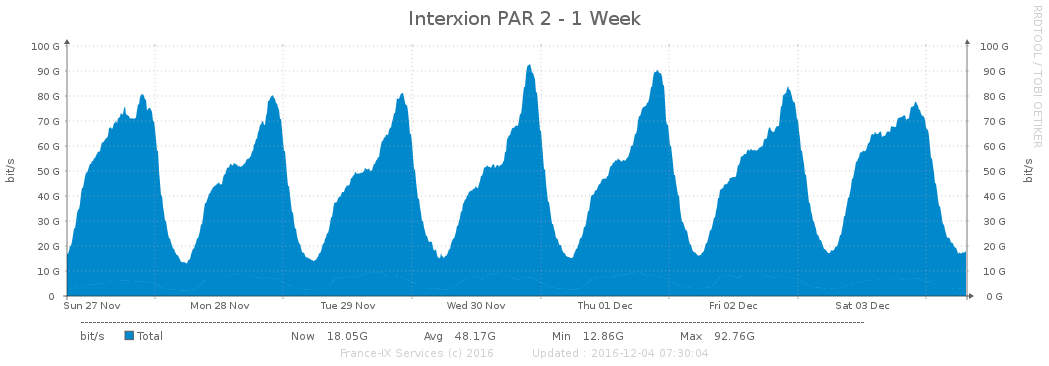 Interxion PAR 2 - 1 Week
RRDTOOL / TOBI OETIKER
bit/s
bit/s
100 G
90 G
80 G
70 G
60 G
50 G
40 G
30 G
20 G
10 G
0
100 G
90 G
80 G
70 G
60 G
50 G
40 G
30 G
20 G
10 G
0 G
Sun 27 Nov Mon 28 Nov Tue 29 Nov Wed 30 Nov Thu 01 Dec Fri 02 Dec Sat 03 Dec
bit/s Total Now 18.05G Avg 48.17G Min 12.86G Max 92.76G
France-IX Services (c) 2016 Updated : 2016-12-04 07:30:04